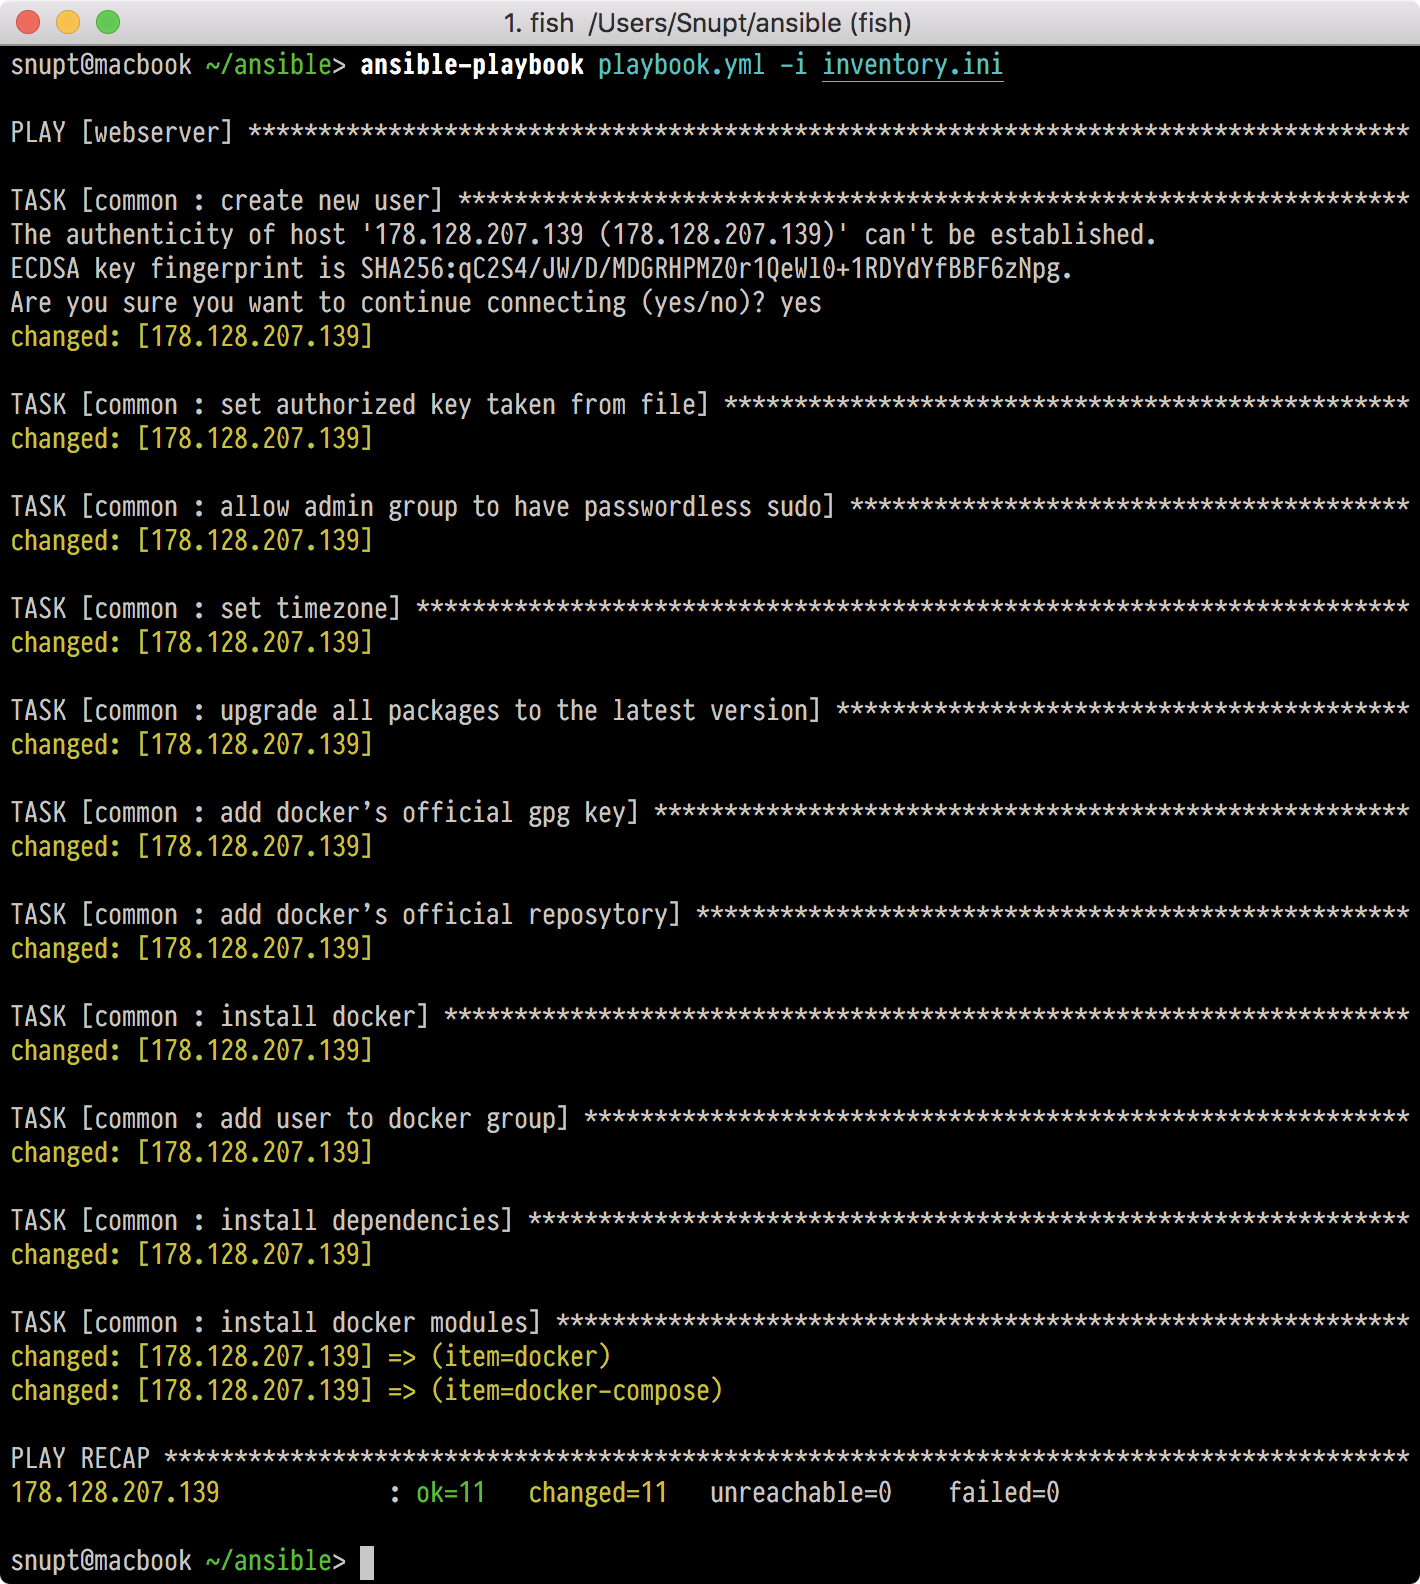 1. fish  /Users/Snupt/ansible (fish)
snupt@macbook ~/ansible> ansible-playbook playbook.yml -i inventory.ini
PLAY [webserver] ***********************************************************************************
TASK [common : create new user] ********************************************************************
The authenticity of host '178.128.207.139 (178.128.207.139)' can't be established.
ECDSA key fingerprint is SHA256:qC2S4/JW/D/MDGRHPMZ0r1QeWl0+1RDYdYfBBF6zNpg.
Are you sure you want to continue connecting (yes/no)? yes
changed: [178.128.207.139]
TASK [common : set authorized key taken from file] *************************************************
changed: [178.128.207.139]
TASK [common : allow admin group to have passwordless sudo] ****************************************
changed: [178.128.207.139]
TASK [common : set timezone] ***********************************************************************
changed: [178.128.207.139]
TASK [common : upgrade all packages to the latest version] *****************************************
changed: [178.128.207.139]
TASK [common : add docker’s official gpg key] ******************************************************
changed: [178.128.207.139]
TASK [common : add docker’s official reposytory] ***************************************************
changed: [178.128.207.139]
TASK [common : install docker] *********************************************************************
changed: [178.128.207.139]
TASK [common : add user to docker group] ***********************************************************
changed: [178.128.207.139]
TASK [common : install dependencies] ***************************************************************
changed: [178.128.207.139]
TASK [common : install docker modules] *************************************************************
changed: [178.128.207.139] => (item=docker)
changed: [178.128.207.139] => (item=docker-compose)
PLAY RECAP *****************************************************************************************
178.128.207.139            : ok=11   changed=11   unreachable=0    failed=0
snupt@macbook ~/ansible>